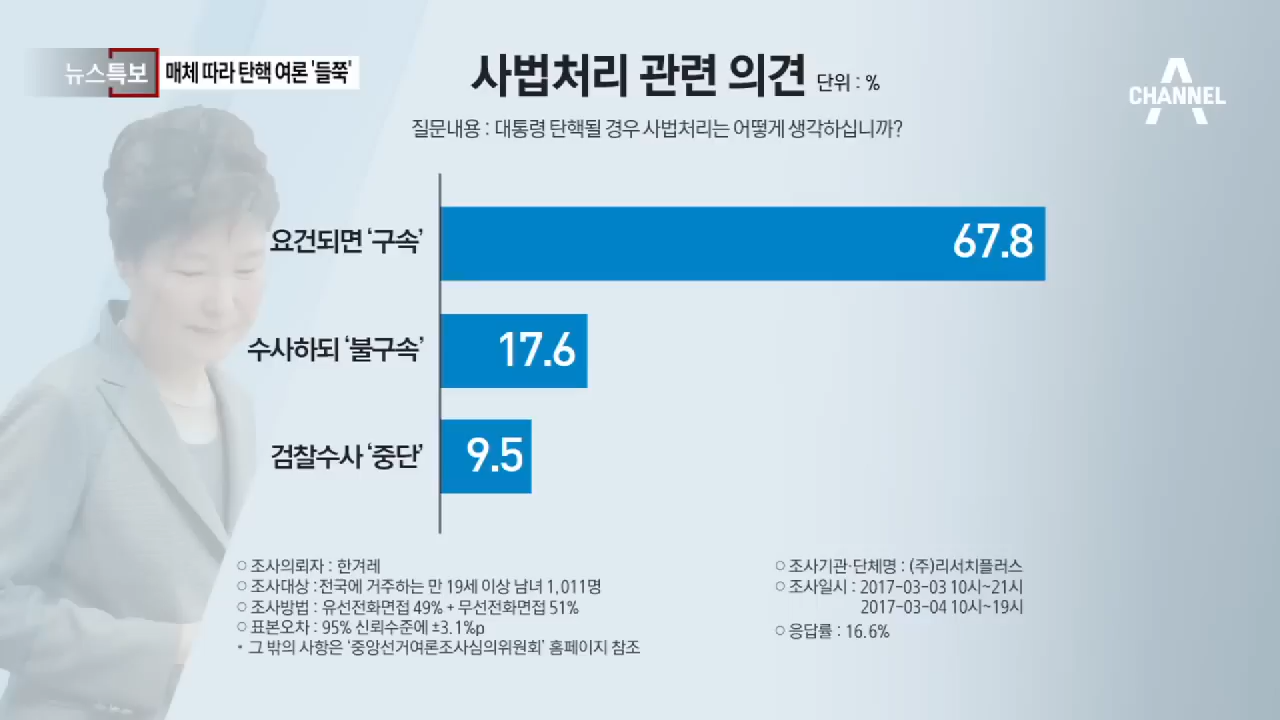 뉴스특보 매체 따라 탄핵 여론 '들쭉'
사법처리 관련 의견 단위 : %
CHANNEL A
질문내용 : 대통령 탄핵될 경우 사법처리는 어떻게 생각하십니까?
요건되면 ‘구속’ 67.8
수사하되 ‘불구속’ 17.6
검찰수사 ‘중단’ 9.5
○ 조사의뢰자 : 한겨레
○ 조사대상 : 전국에 거주하는 만 19세 이상 남녀 1,011명
○ 조사방법 : 유선전화면접 49% + 무선전화면접 51%
○ 표본오차 : 95% 신뢰수준에 ±3.1%p
• 그 밖의 사항은 ‘중앙선거여론조사심의위원회’ 홈페이지 참조
○ 조사기관·단체명 : (주)리서치플러스
○ 조사일시 : 2017-03-03 10시~21시
2017-03-04 10시~19시
○ 응답률 : 16.6%